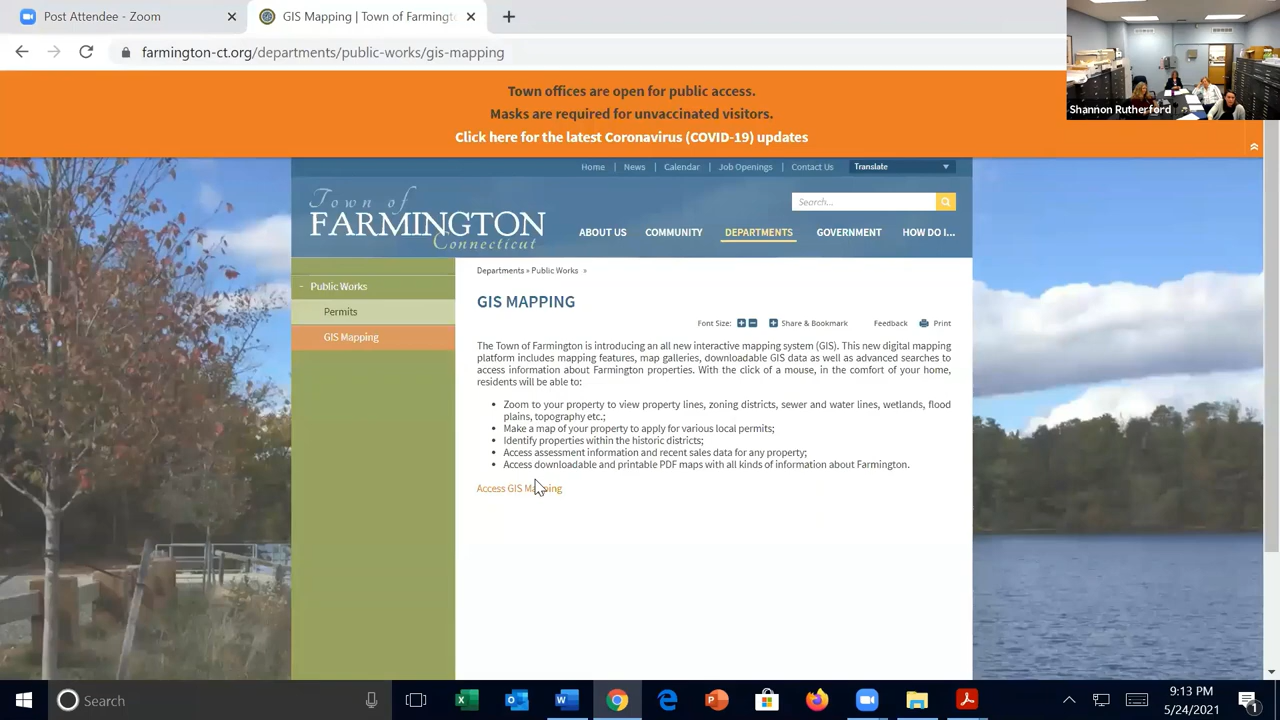 Post Attendee - Zoom
GIS Mapping | Town of Farmingto
farmington-ct.org/departments/public-works/gis-mapping
Shannon Rutherford
Town offices are open for public access.
Masks are required for unvaccinated visitors.
Click here for the latest Coronavirus (COVID-19) updates
Home | News | Calendar | Job Openings | Contact Us Translate
Town of
FARMINGTON
Connecticut
Search...
ABOUT US COMMUNITY DEPARTMENTS GOVERNMENT HOW DO I...
Departments » Public Works »
- Public Works
Permits
GIS Mapping
GIS MAPPING
Font Size: + - Share & Bookmark Feedback Print
The Town of Farmington is introducing an all new interactive mapping system (GIS). This new digital mapping
platform includes mapping features, map galleries, downloadable GIS data as well as advanced searches to
access information about Farmington properties. With the click of a mouse, in the comfort of your home,
residents will be able to:
• Zoom to your property to view property lines, zoning districts, sewer and water lines, wetlands, flood
plains, topography etc.;
• Make a map of your property to apply for various local permits;
• Identify properties within the historic districts;
• Access assessment information and recent sales data for any property;
• Access downloadable and printable PDF maps with all kinds of information about Farmington.
Access GIS Mapping
Search
9:13 PM
5/24/2021
1